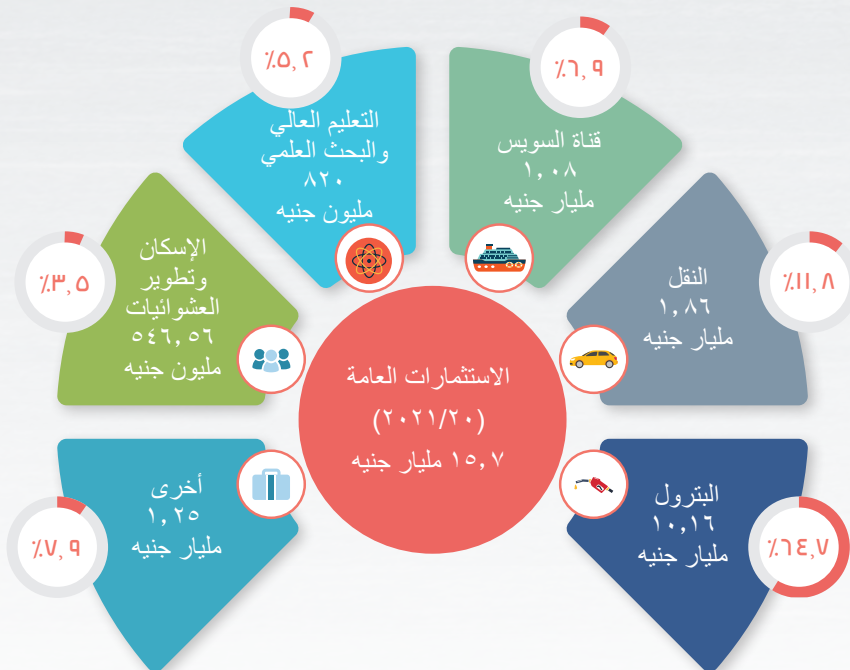 الاستثمارات العامة
(٢٠٢١/٢٠)
١٥,٧ مليار جنيه
البترول
١٠,١٦
مليار جنيه
٪٦٤,٧
النقل
١,٨٦
مليار جنيه
٪١١,٨
قناة السويس
١,٠٨
مليار جنيه
٪٦,٩
التعليم العالي
والبحث العلمي
٨٢٠
مليون جنيه
٪٥,٢
الإسكان
وتطوير
العشوائيات
٥٤٦,٥٦
مليون جنيه
٪٣,٥
أخرى
١,٢٥
مليار جنيه
٪٧,٩